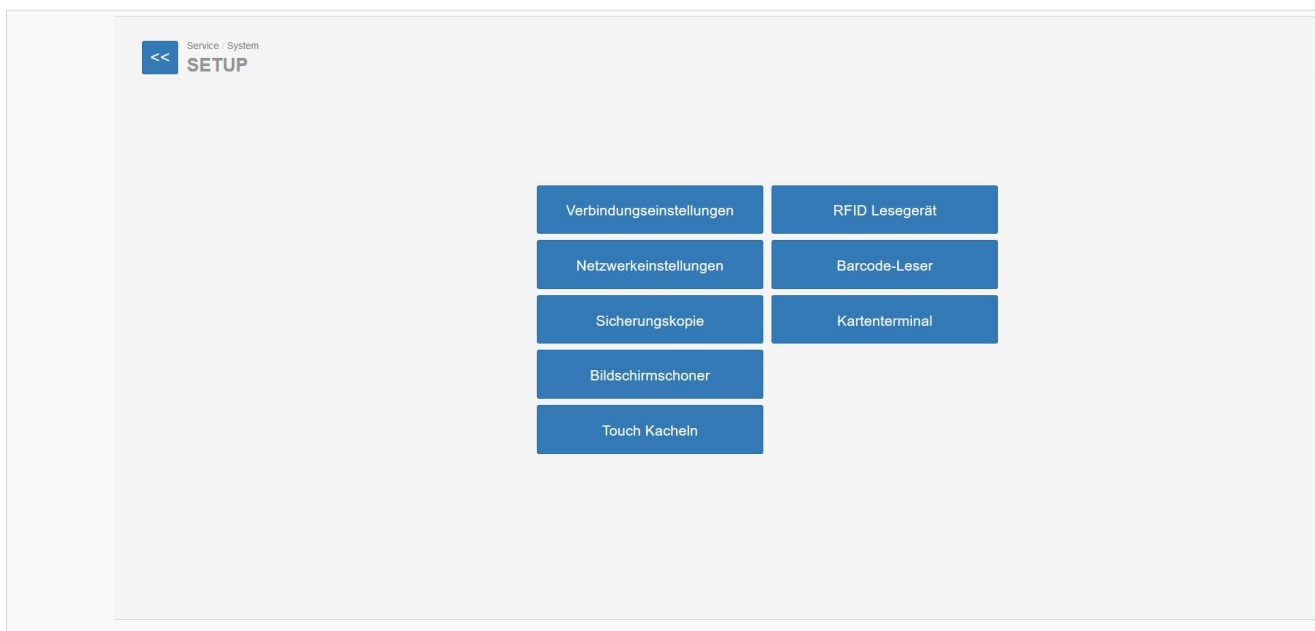 <<
Service / System
SETUP
Verbindungseinstellungen
RFID Lesegerät
Netzwerkeinstellungen
Barcode-Leser
Sicherungskopie
Kartenterminal
Bildschirmschoner
Touch Kacheln